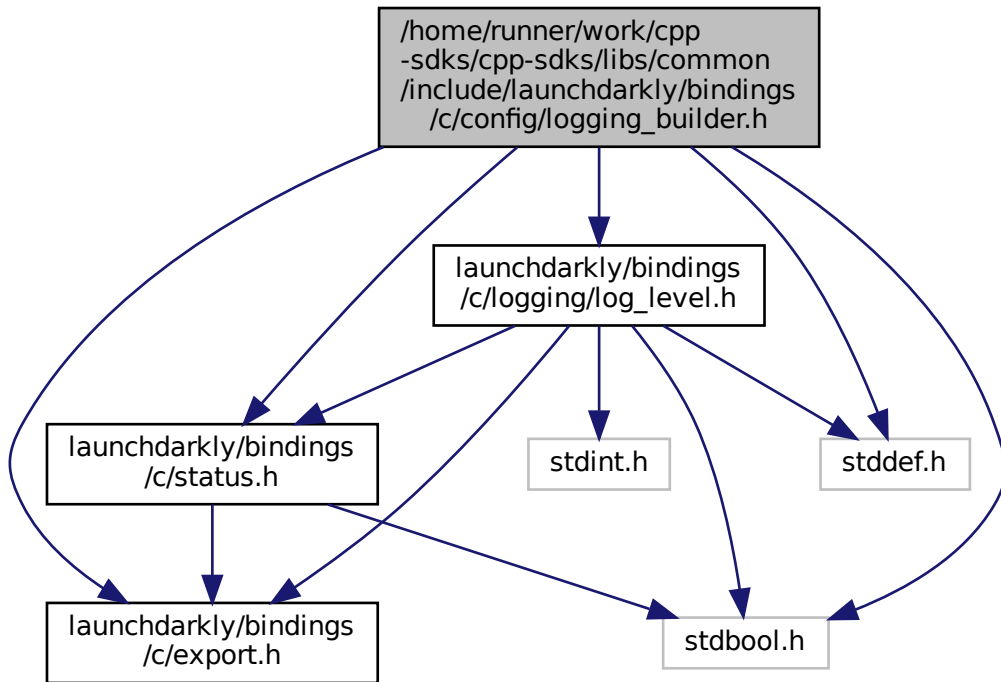 /home/runner/work/cpp
-sdks/cpp-sdks/libs/common
/include/launchdarkly/bindings
/c/config/logging_builder.h
launchdarkly/bindings
/c/logging/log_level.h
launchdarkly/bindings
/c/status.h
stdint.h
stddef.h
launchdarkly/bindings
/c/export.h
stdbool.h